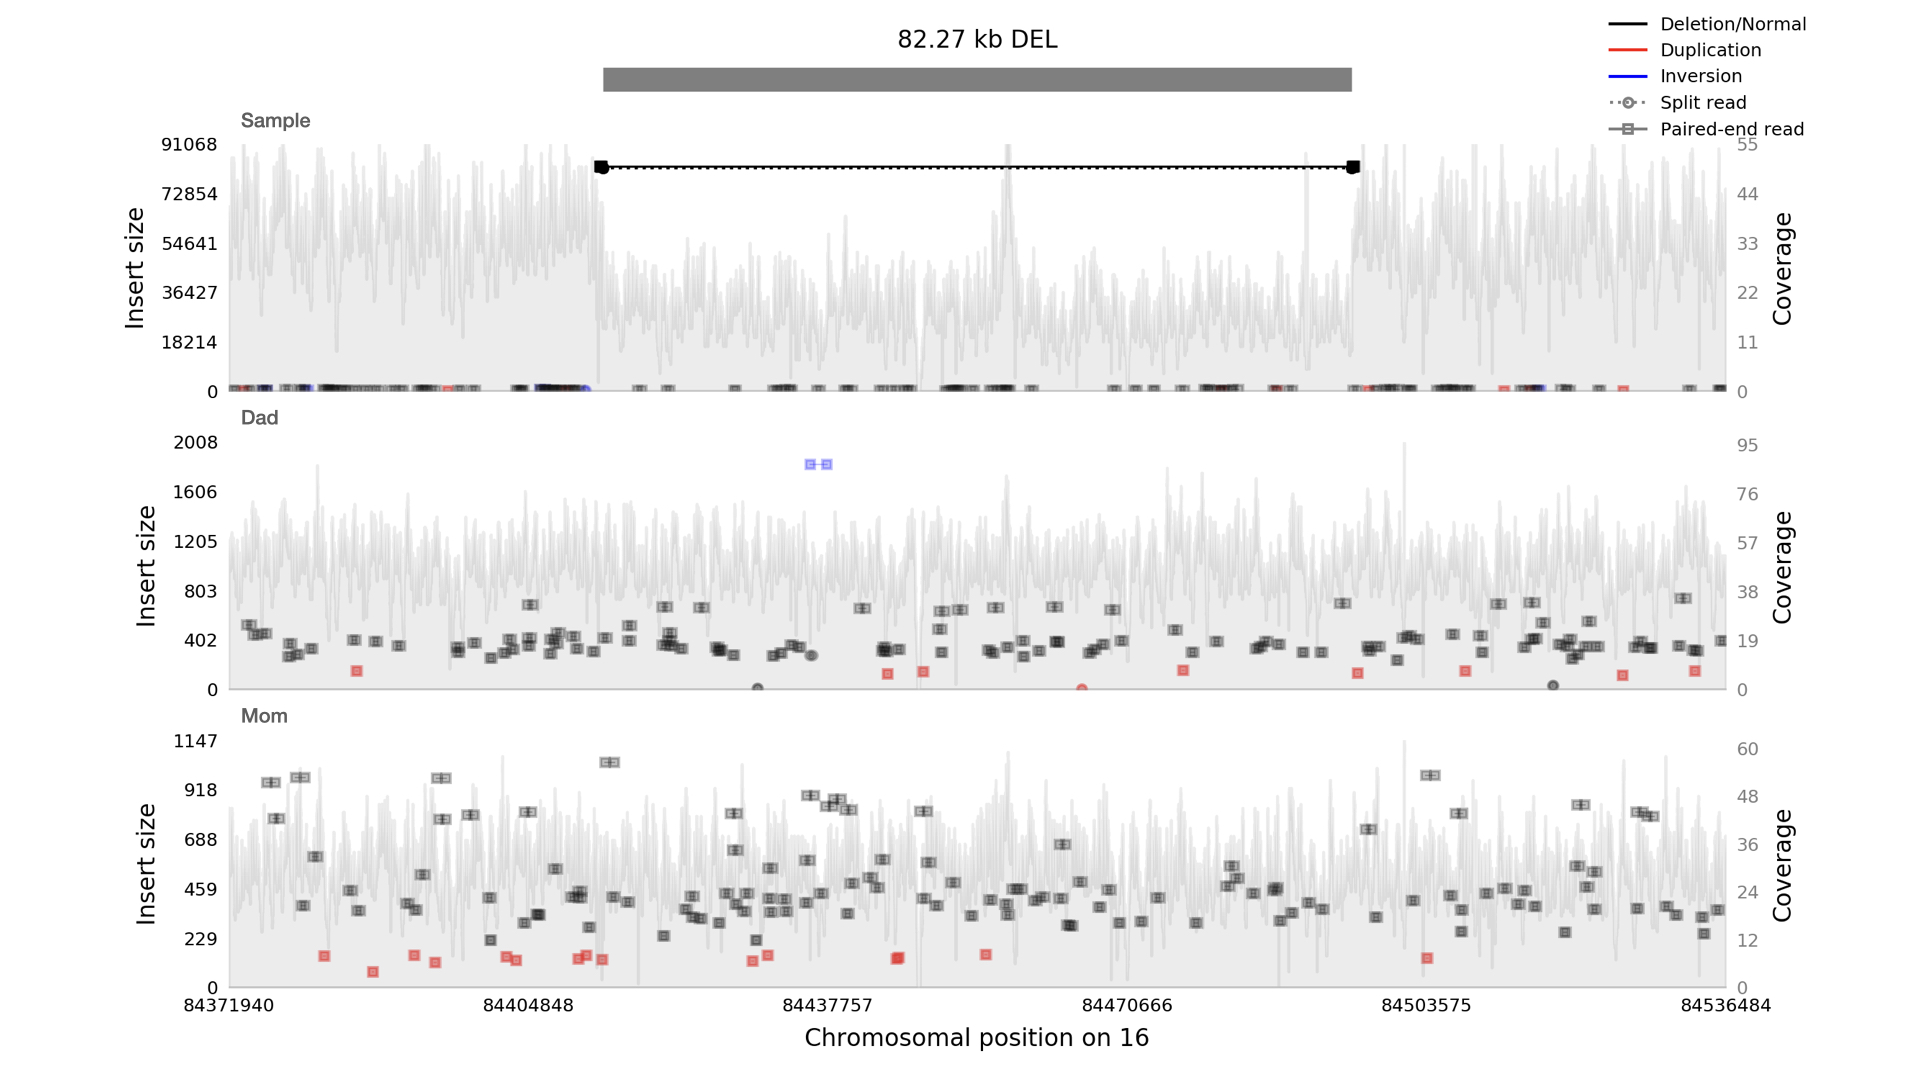 82.27 kb DEL
Deletion/Normal
Duplication
Inversion
Split read
Paired-end read
Sample
91068
72854
54641
36427
18214
0
Insert size
55
44
33
22
11
0
Coverage
Dad
2008
1606
1205
803
402
0
Insert size
95
76
57
38
19
0
Coverage
Mom
1147
918
688
459
229
0
Insert size
60
48
36
24
12
0
Coverage
84371940 84404848 84437757 84470666 84503575 84536484
Chromosomal position on 16